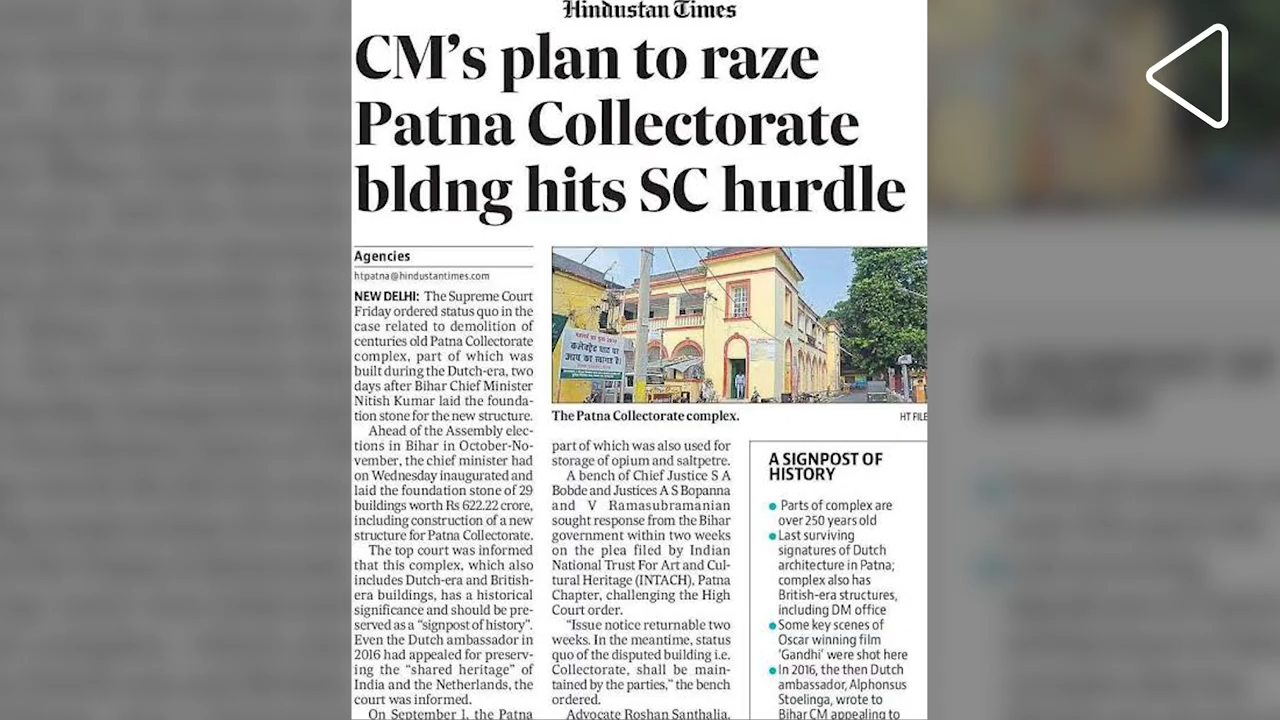 Hindustan Times
CM's plan to raze
Patna Collectorate
bldng hits SC hurdle
Agencies
htpatna@hindustantimes.com
NEW DELHI: The Supreme Court
Friday ordered status quo in the
case related to demolition of
centuries old Patna Collectorate
complex, part of which was
built during the Dutch-era, two
days after Bihar Chief Minister
Nitish Kumar laid the founda-
tion stone for the new structure.
Ahead of the Assembly elec-
tions in Bihar in October-No-
vember, the chief minister had
on Wednesday inaugurated and
laid the foundation stone of 29
buildings worth Rs 622.22 crore,
including construction of a new
structure for Patna Collectorate.
The top court was informed
that this complex, which also
includes Dutch-era and British-
era buildings, has a historical
significance and should be pre-
served as a “signpost of history”.
Even the Dutch ambassador in
2016 had appealed for preserv-
ing the “shared heritage” of
India and the Netherlands, the
court was informed.
On September 1, the Patna
कलेक्ट्रेट घाट पर
आप का स्वागत है।
The Patna Collectorate complex.
HT FILE
part of which was also used for
storage of opium and saltpetre.
A bench of Chief Justice S A
Bobde and Justices A S Bopanna
and V Ramasubramanian
sought response from the Bihar
government within two weeks
on the plea filed by Indian
National Trust For Art and Cul-
tural Heritage (INTACH), Patna
Chapter, challenging the High
Court order.
“Issue notice returnable two
weeks. In the meantime, status
quo of the disputed building i.e.
Collectorate, shall be main-
tained by the parties,” the bench
ordered.
Advocate Roshan Santhalia,
A SIGNPOST OF
HISTORY
Parts of complex are
over 250 years old
Last surviving
signatures of Dutch
architecture in Patna;
complex also has
British-era structures,
including DM office
Some key scenes of
Oscar winning film
‘Gandhi’ were shot here
In 2016, the then Dutch
ambassador, Alphonsus
Stoelinga, wrote to
Bihar CM appealing to